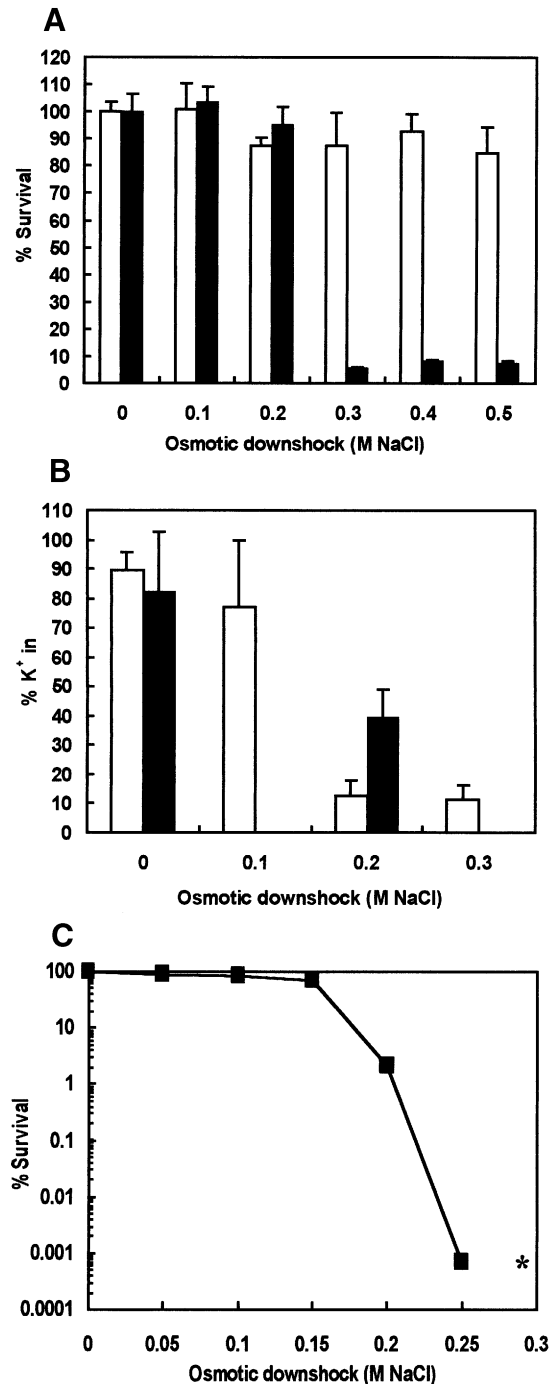 A
120
110
100
90
80
70
60
50
40
30
20
10
0
% Survival
0 0.1 0.2 0.3 0.4 0.5
Osmotic downshock (M NaCl)
B
110
100
90
80
70
60
50
40
30
20
10
0
% K⁺ in
0 0.1 0.2 0.3
Osmotic downshock (M NaCl)
C
100
10
1
0.1
0.01
0.001
0.0001
% Survival
*
0 0.05 0.1 0.15 0.2 0.25 0.3
Osmotic downshock (M NaCl)